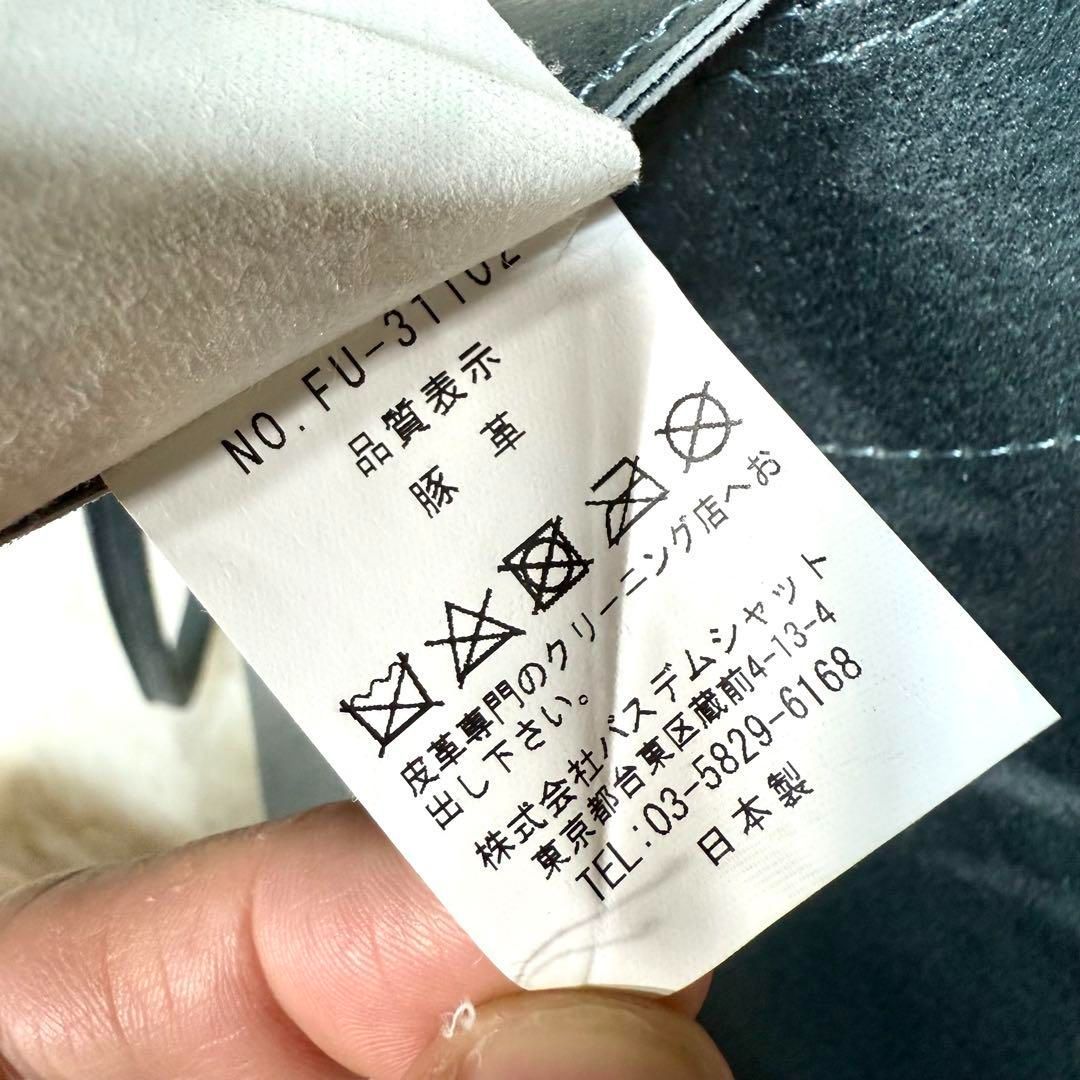 NO. FU-31102
品質表示
豚 革
皮革専門のクリーニング店へお
出し下さい。
株式会社バスデムシャット
東京都台東区蔵前4-13-4
TEL:03-5829-6168
日本製